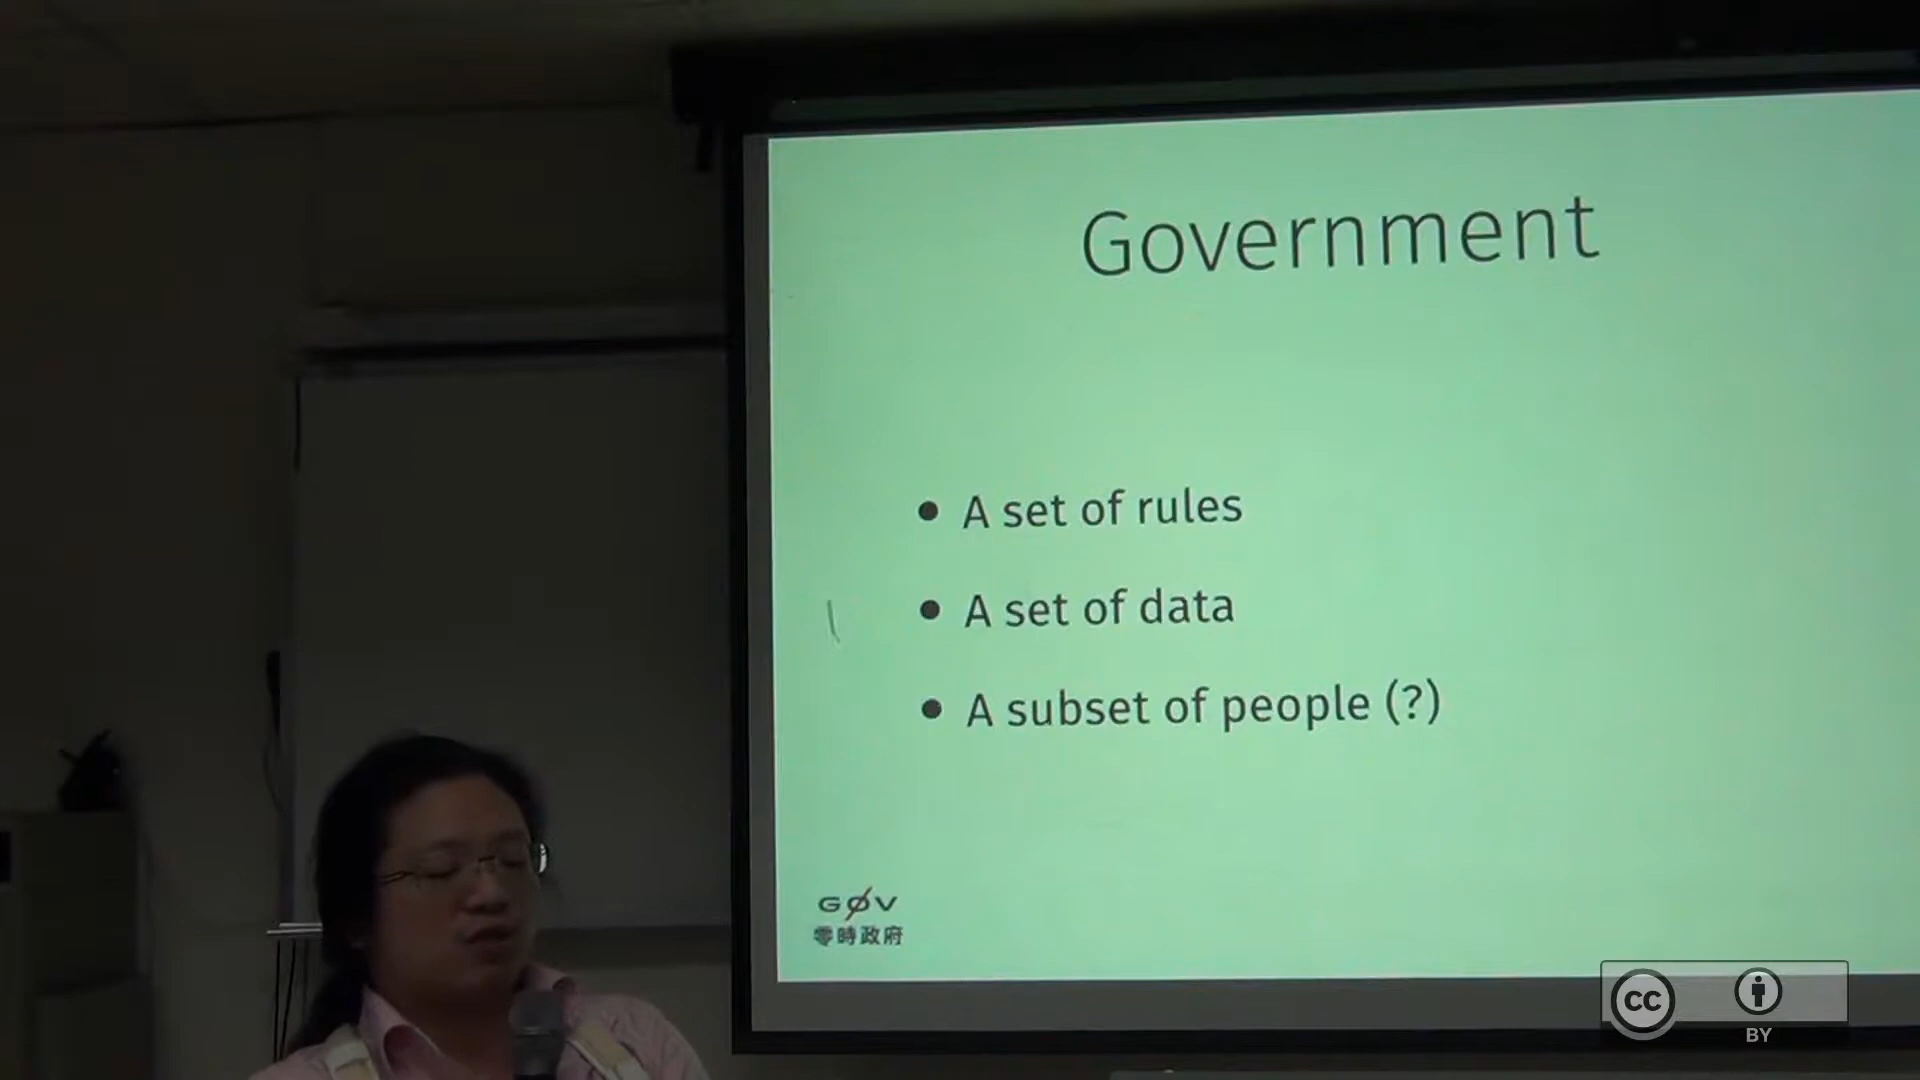 Government
• A set of rules
• A set of data
• A subset of people (?)
GØV
零時政府
cc
BY